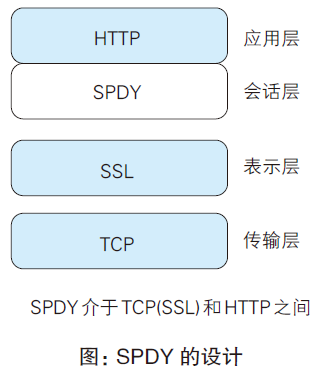 HTTP 应用层
SPDY 会话层
SSL 表示层
TCP 传输层
SPDY 介于 TCP(SSL) 和 HTTP 之间
图: SPDY 的设计